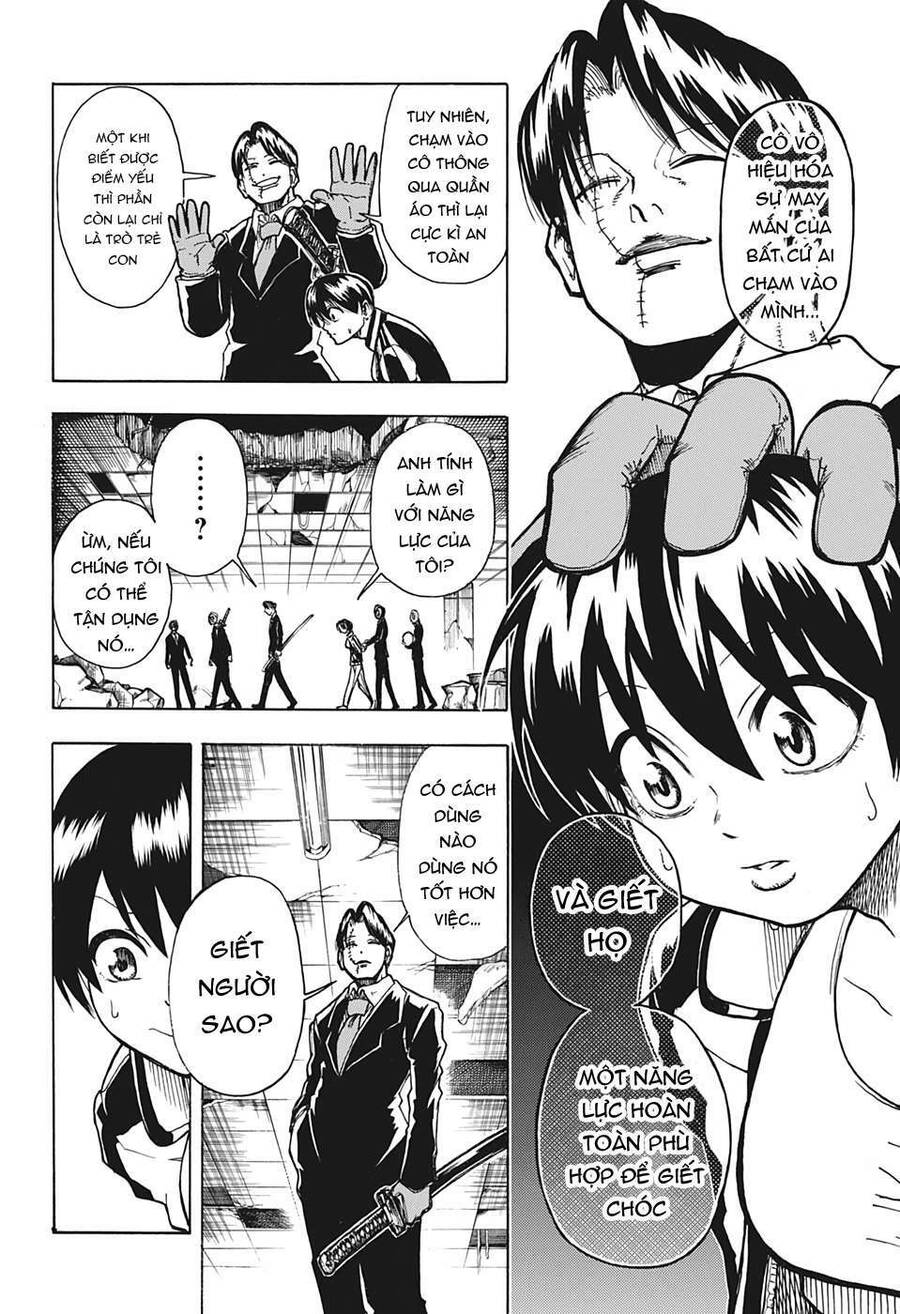 CÔ VÔ
HIỆU HÓA
SỰ MAY
MẮN CỦA
BẤT CỨ AI
CHẠM VÀO
MÌNH...
VÀ GIẾT
HỌ
MỘT NĂNG
LỰC HOÀN
TOÀN PHÙ
HỢP ĐỂ GIẾT
CHÓC
TUY NHIÊN,
CHẠM VÀO
CÔ THÔNG
QUA QUẦN
ÁO THÌ LẠI
CỰC KÌ AN
TOÀN
MỘT KHI
BIẾT ĐƯỢC
ĐIỂM YẾU
THÌ PHẦN
CÒN LẠI CHỈ
LÀ TRÒ TRẺ
CON
ANH TÍNH
LÀM GÌ
VỚI NĂNG
LỰC CỦA
TÔI?
......?
ỪM, NẾU
CHÚNG TÔI
CÓ THỂ
TẬN DỤNG
NÓ...
CÓ CÁCH
DÙNG
NÀO
DÙNG NÓ
TỐT HƠN
VIỆC...
GIẾT
NGƯỜI
SAO?